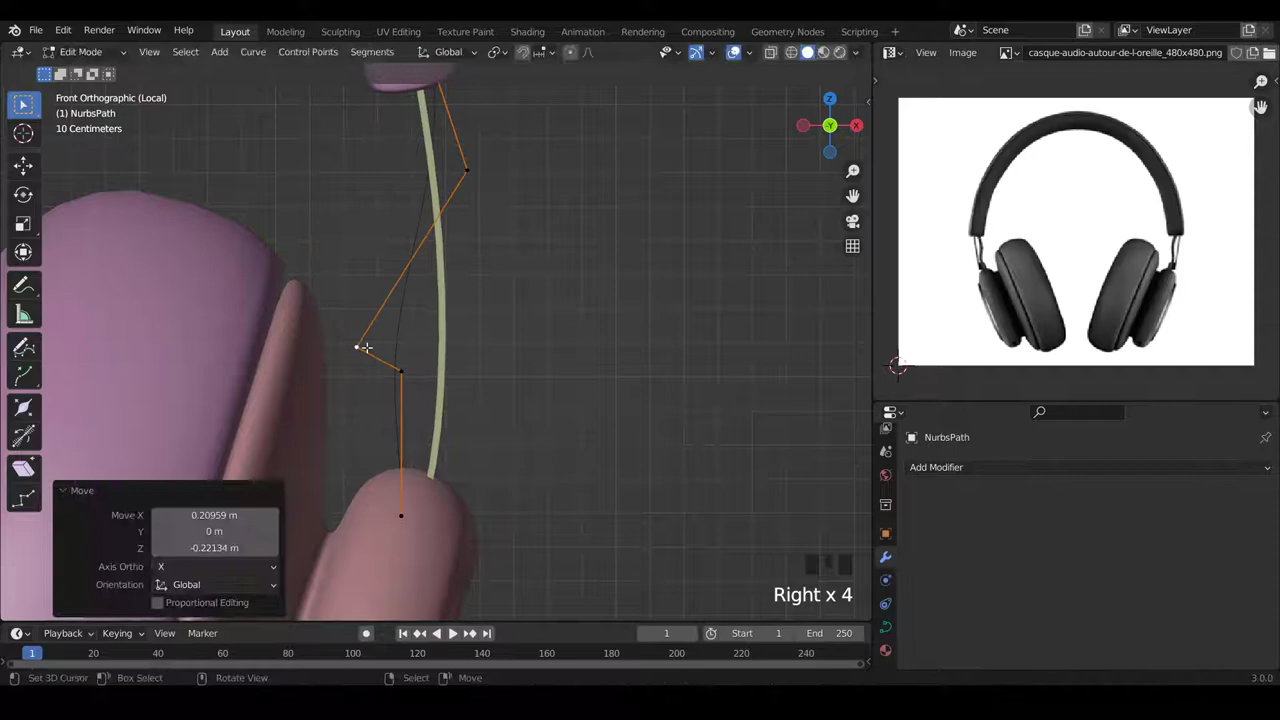 File Edit Render Window Help Layout Modeling Sculpting UV Editing Texture Paint Shading Animation Rendering Compositing Geometry Nodes Scripting Scene ViewLayer
Edit Mode View Select Add Curve Control Points Segments Global View Image casque-audio-autour-de-l-oreille_480x480.png
Front Orthographic (Local)
(1) NurbsPath
10 Centimeters
Z
-Y
X
NurbsPath
Add Modifier
Move
Move X 0.20959 m
Y 0 m
Z -0.22134 m
Axis Ortho X
Orientation Global
Proportional Editing
Right x 4
Playback Keying View Marker 1 Start 1 End 250
1 20 40 60 80 100 120 140 160 180 200 220 240
Set 3D Cursor Box Select Rotate View Select Move 3.0.0